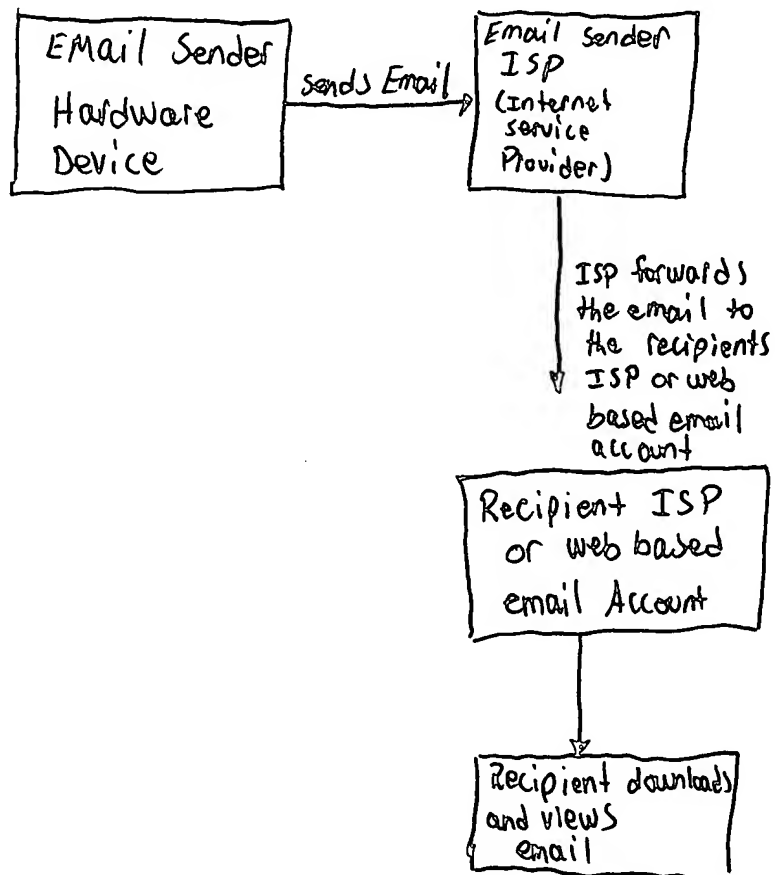 EMail Sender
Hardware
Device
Sends Email
Email sender
ISP
(Internet
service
Provider)
ISP forwards
the email to
the recipients
ISP or web
based email
account
Recipient ISP
or web based
email Account
Recipient downloads
and views
email